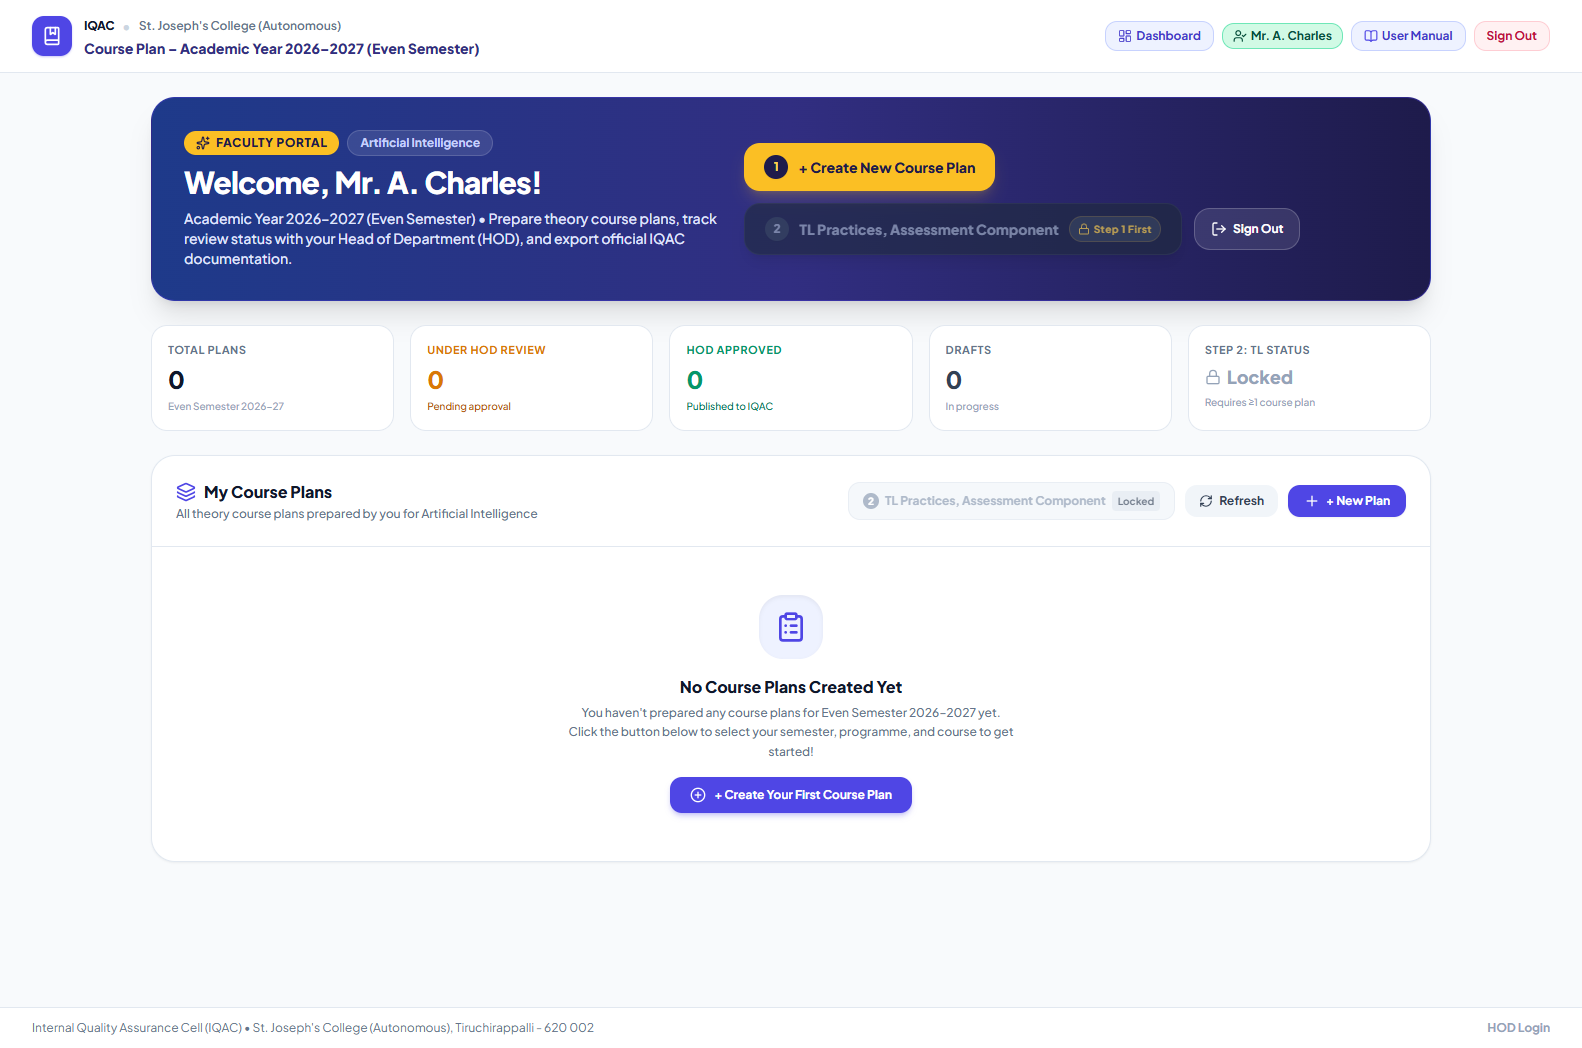 IQAC • St. Joseph's College (Autonomous)
Course Plan – Academic Year 2026–2027 (Even Semester)
Dashboard
Mr. A. Charles
User Manual
Sign Out
FACULTY PORTAL
Artificial Intelligence
Welcome, Mr. A. Charles!
Academic Year 2026–2027 (Even Semester) • Prepare theory course plans, track
review status with your Head of Department (HOD), and export official IQAC
documentation.
1 + Create New Course Plan
2 TL Practices, Assessment Component Step 1 First
Sign Out
TOTAL PLANS
0
Even Semester 2026–27
UNDER HOD REVIEW
0
Pending approval
HOD APPROVED
0
Published to IQAC
DRAFTS
0
In progress
STEP 2: TL STATUS
Locked
Requires ≥1 course plan
My Course Plans
All theory course plans prepared by you for Artificial Intelligence
2 TL Practices, Assessment Component Locked
Refresh
+ New Plan
No Course Plans Created Yet
You haven't prepared any course plans for Even Semester 2026–2027 yet.
Click the button below to select your semester, programme, and course to get
started!
+ Create Your First Course Plan
Internal Quality Assurance Cell (IQAC) • St. Joseph's College (Autonomous), Tiruchirappalli - 620 002
HOD Login